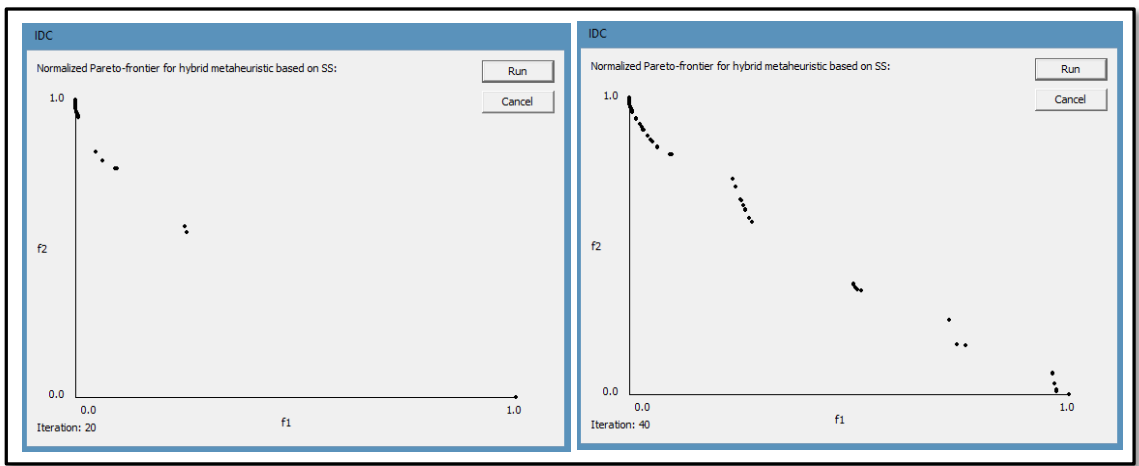 IDC
Normalized Pareto-frontier for hybrid metaheuristic based on SS:
Run
Cancel
1.0
f2
0.0
0.0
1.0
f1
Iteration: 20
IDC
Normalized Pareto-frontier for hybrid metaheuristic based on SS:
Run
Cancel
1.0
f2
0.0
0.0
1.0
f1
Iteration: 40